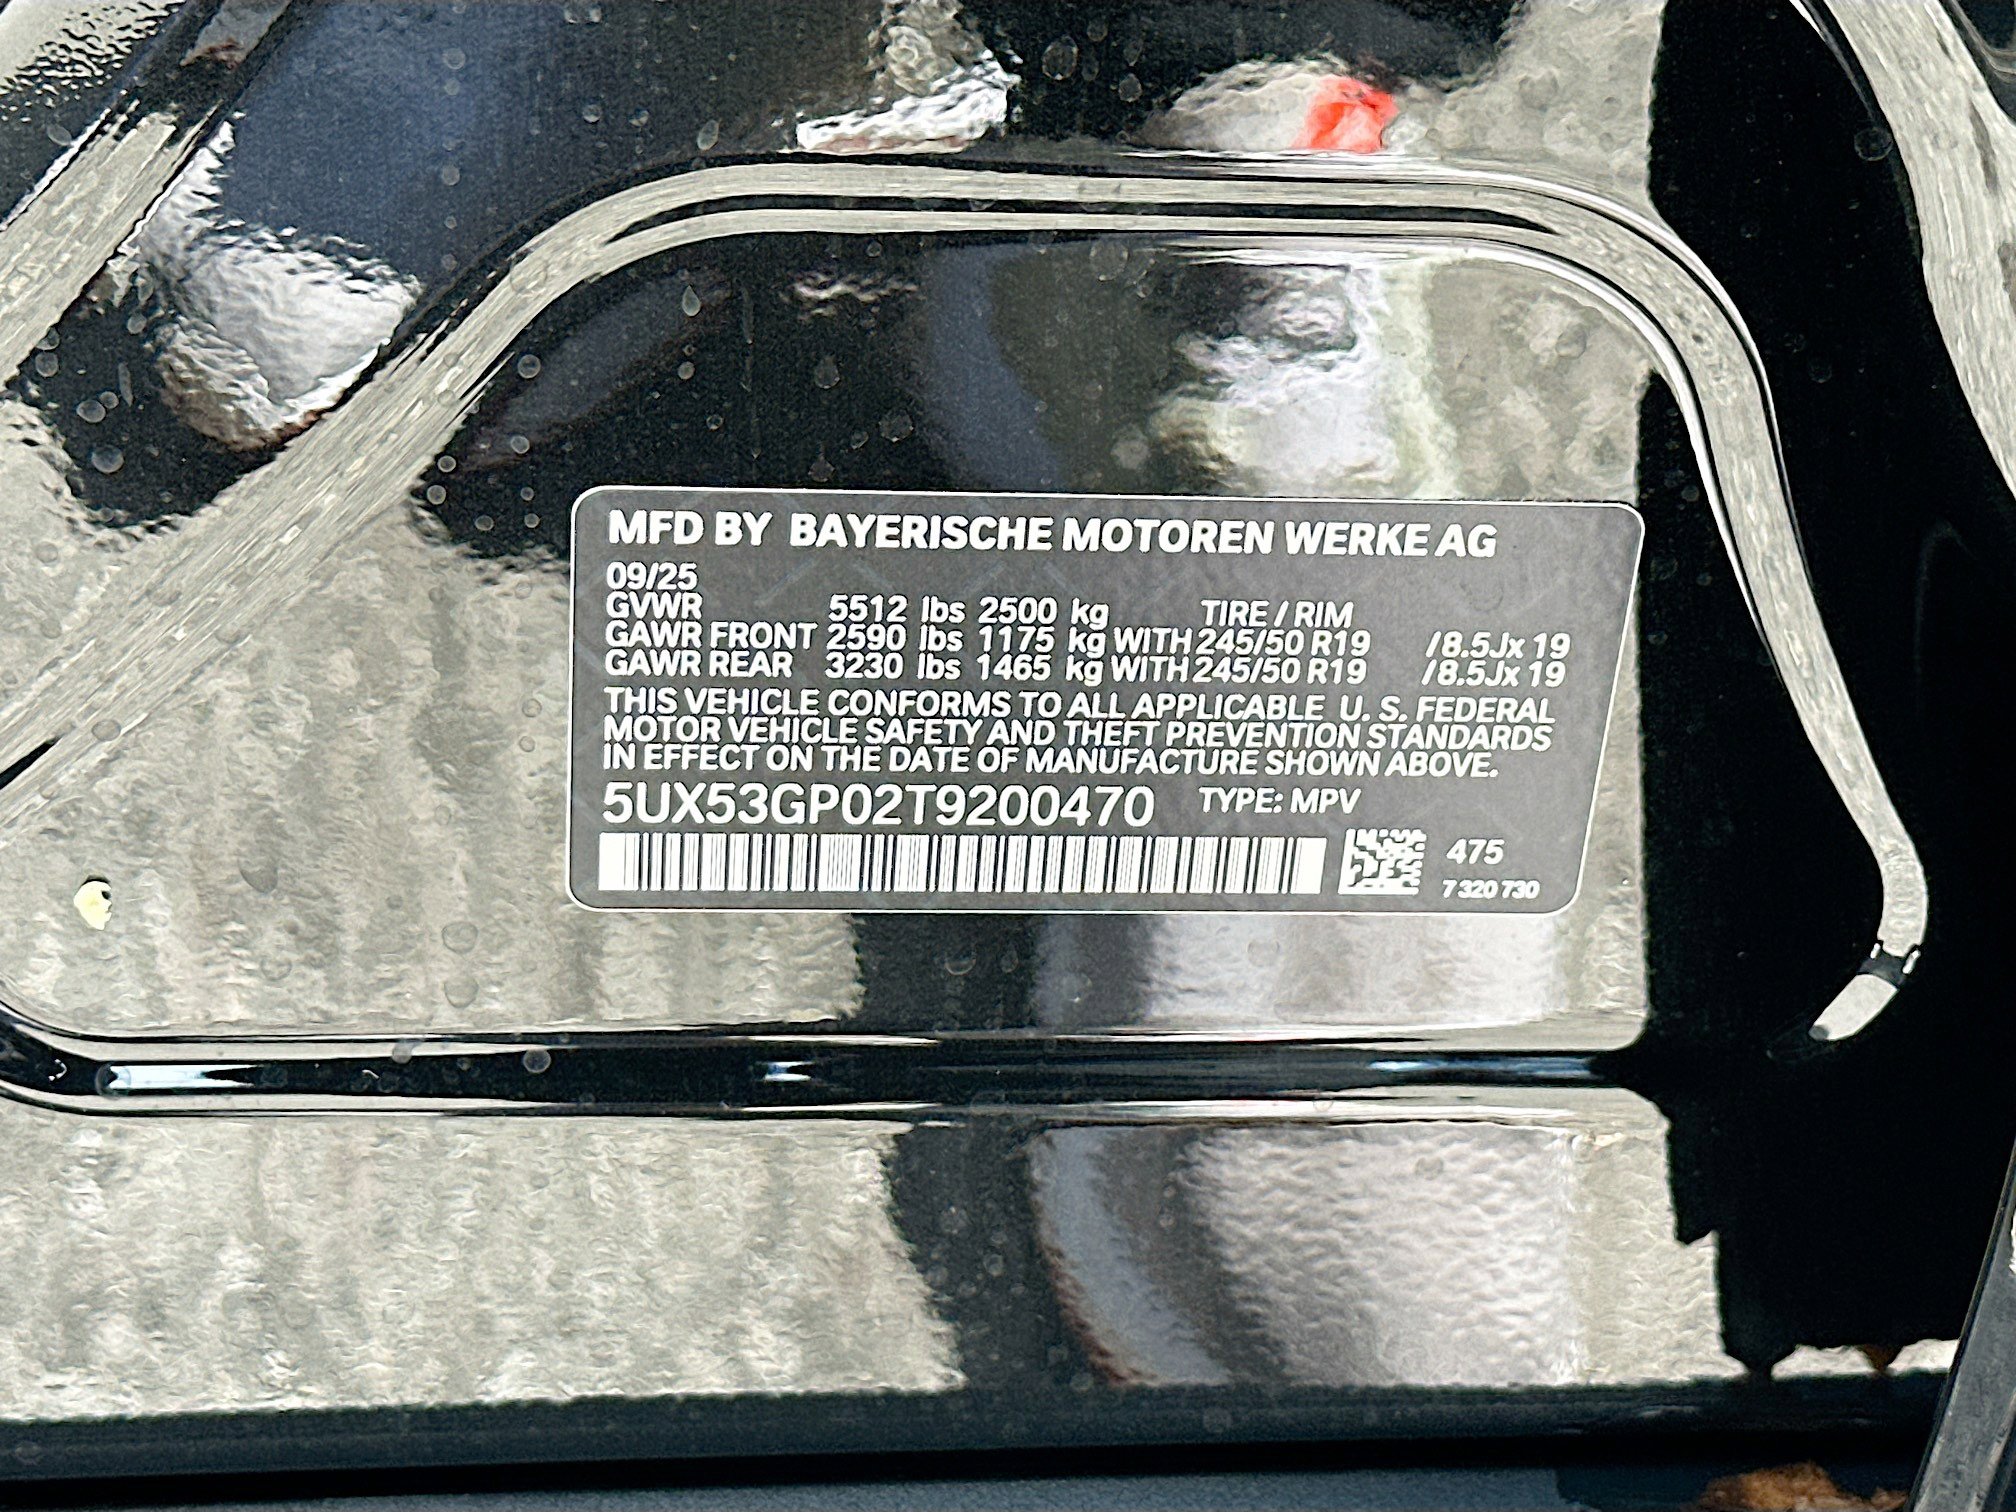 MFD BY BAYERISCHE MOTOREN WERKE AG
09/25
GVWR 5512 lbs 2500 kg TIRE / RIM
GAWR FRONT 2590 lbs 1175 kg WITH 245/50 R19 /8.5Jx 19
GAWR REAR 3230 lbs 1465 kg WITH 245/50 R19 /8.5Jx 19
THIS VEHICLE CONFORMS TO ALL APPLICABLE U. S. FEDERAL
MOTOR VEHICLE SAFETY AND THEFT PREVENTION STANDARDS
IN EFFECT ON THE DATE OF MANUFACTURE SHOWN ABOVE.
5UX53GP02T9200470 TYPE: MPV
475
7 320 730